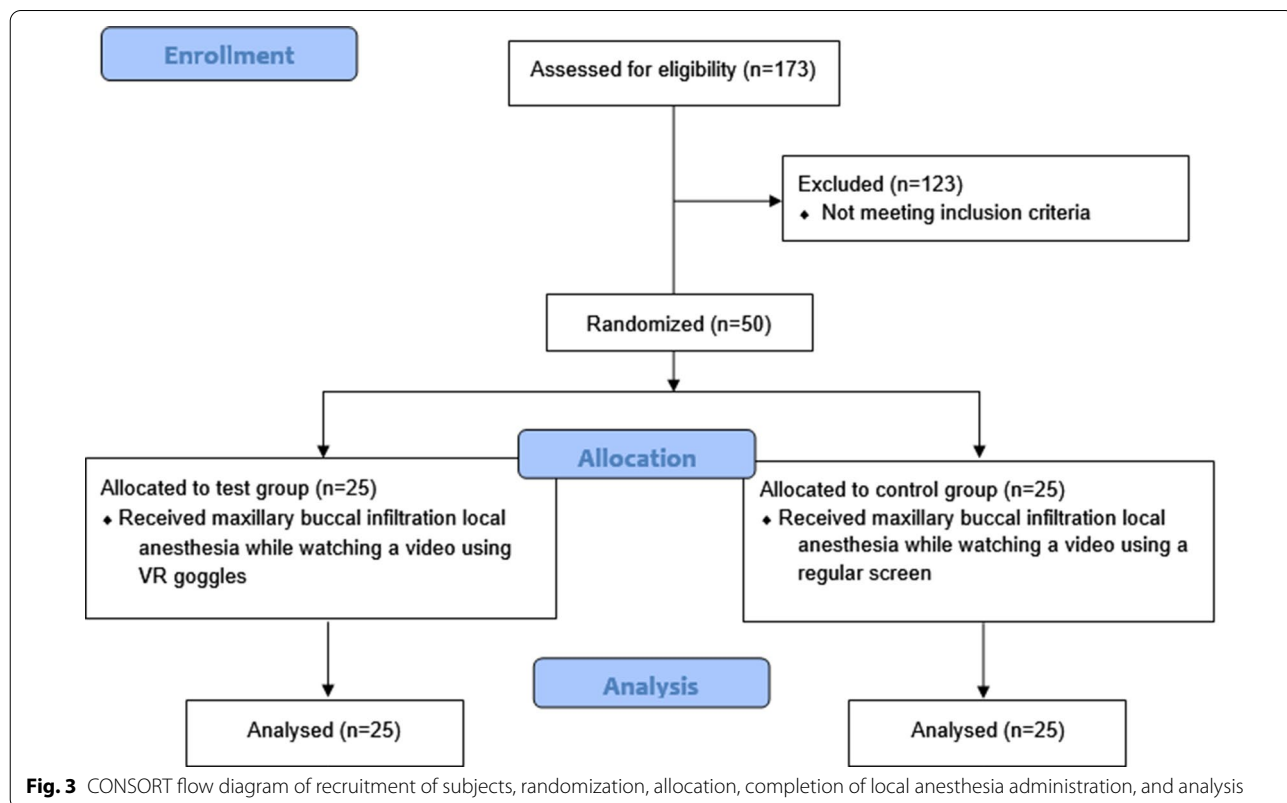 Enrollment
Assessed for eligibility (n=173)
Excluded (n=123)
♦ Not meeting inclusion criteria
Randomized (n=50)
Allocation
Allocated to test group (n=25)
♦ Received maxillary buccal infiltration local
anesthesia while watching a video using
VR goggles
Allocated to control group (n=25)
♦ Received maxillary buccal infiltration local
anesthesia while watching a video using a
regular screen
Analysis
Analysed (n=25)
Analysed (n=25)
Fig. 3 CONSORT flow diagram of recruitment of subjects, randomization, allocation, completion of local anesthesia administration, and analysis